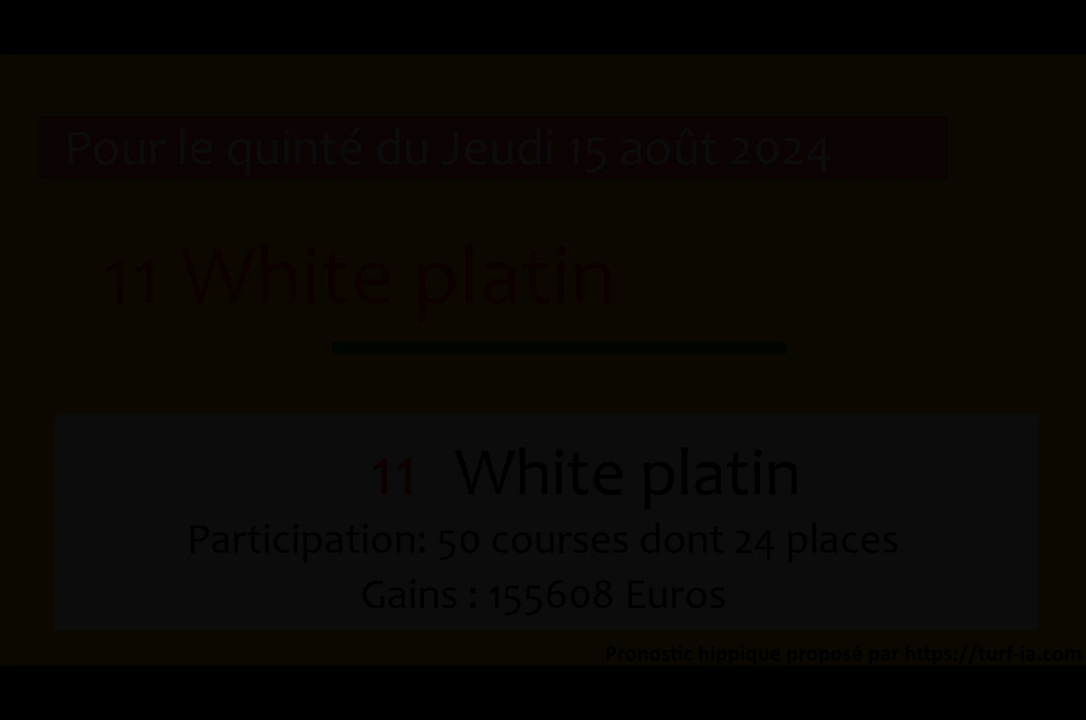 Pour le quinté du Jeudi 15 août 2024
11 White platin
11 White platin
Participation: 50 courses dont 24 places
Gains : 155608 Euros
Pronostic hippique proposé par https://turf-ia.com